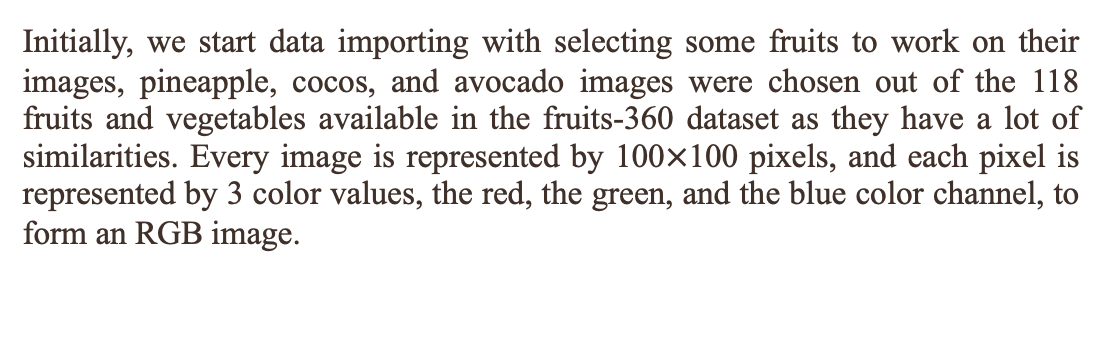 Initially, we start data importing with selecting some fruits to work on their
images, pineapple, cocos, and avocado images were chosen out of the 118
fruits and vegetables available in the fruits-360 dataset as they have a lot of
similarities. Every image is represented by 100×100 pixels, and each pixel is
represented by 3 color values, the red, the green, and the blue color channel, to
form an RGB image.